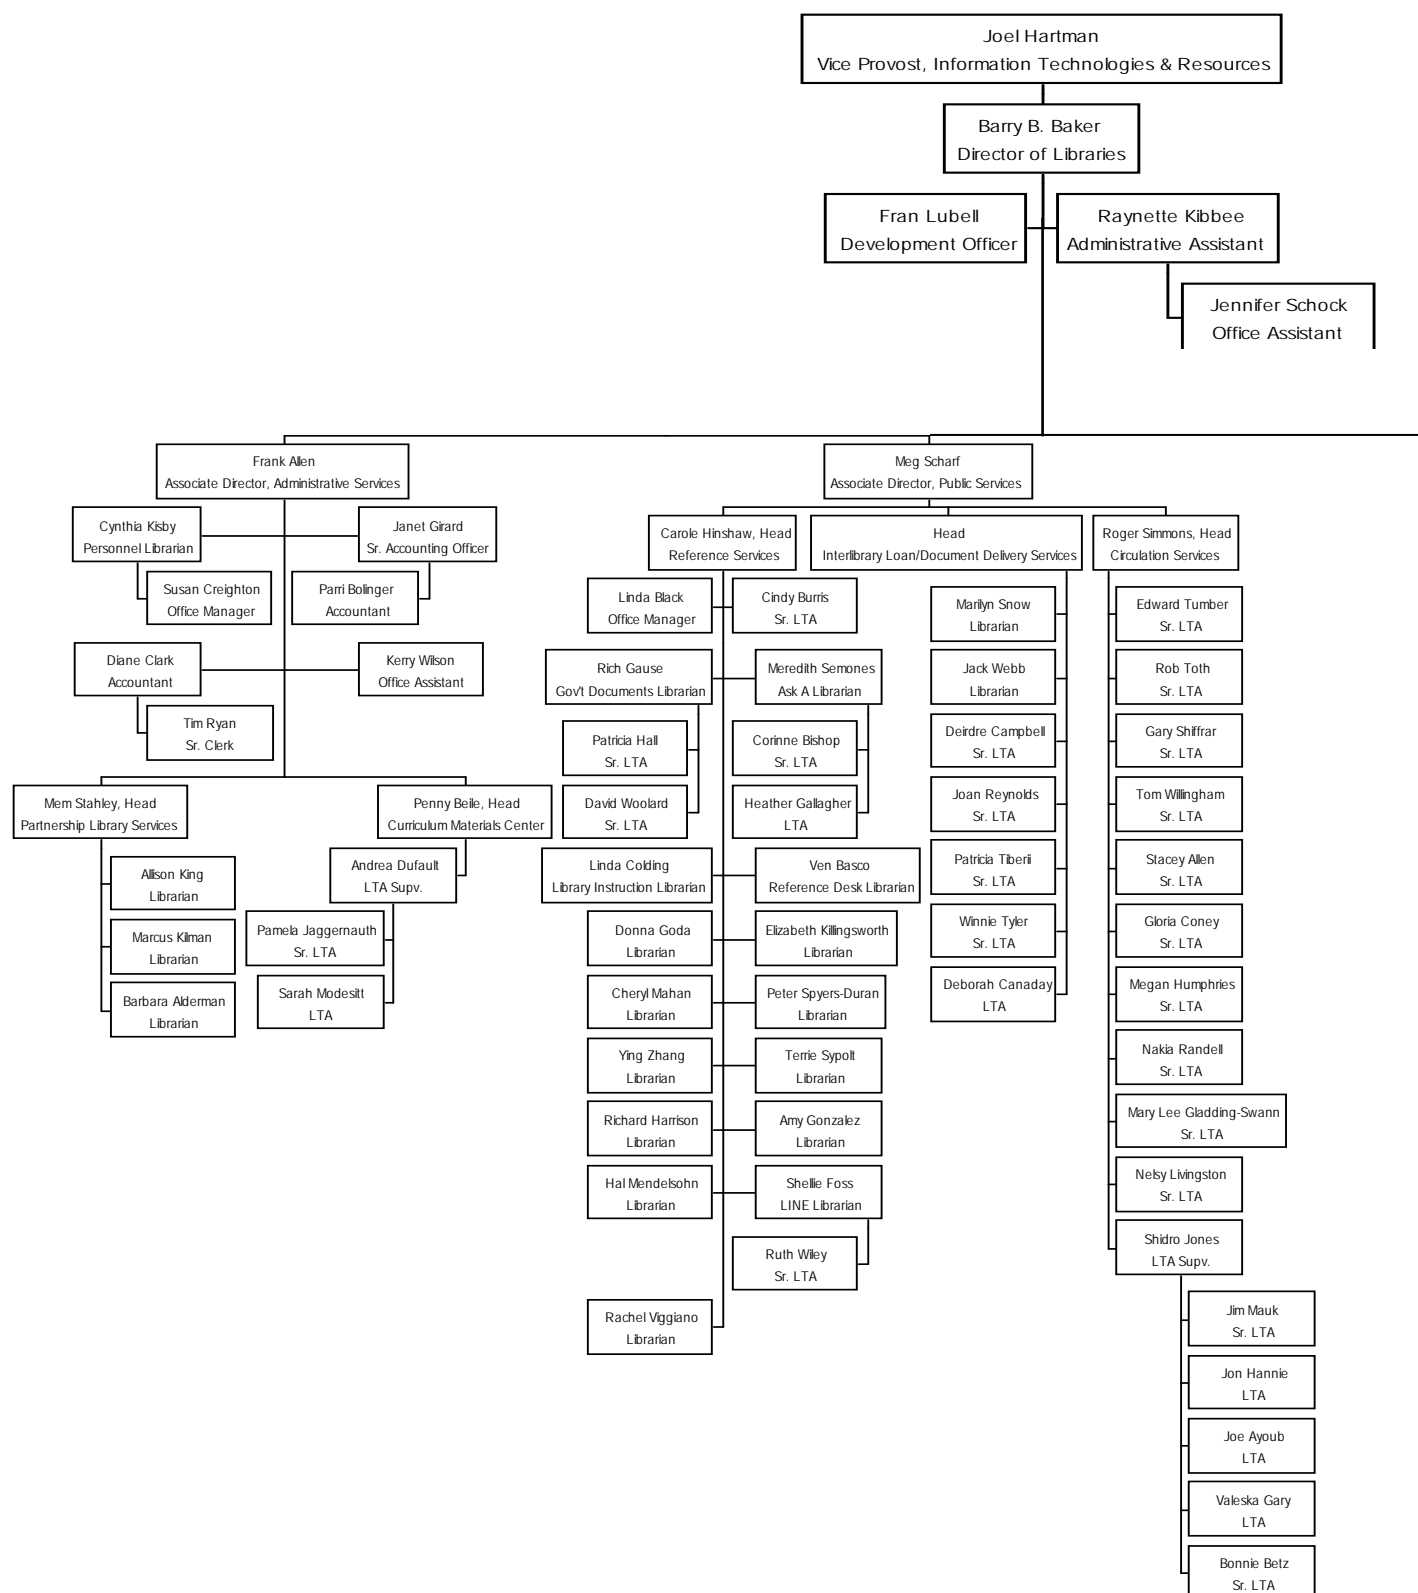 Joel Hartman
Vice Provost, Information Technologies & Resources
Barry B. Baker
Director of Libraries
Fran Lubell
Development Officer
Raynette Kibbee
Administrative Assistant
Jennifer Schock
Office Assistant
Frank Allen
Associate Director, Administrative Services
Cynthia Kisby
Personnel Librarian
Janet Girard
Sr. Accounting Officer
Susan Creighton
Office Manager
Parri Bolinger
Accountant
Diane Clark
Accountant
Kerry Wilson
Office Assistant
Tim Ryan
Sr. Clerk
Mem Stahley, Head
Partnership Library Services
Allison King
Librarian
Marcus Kilman
Librarian
Barbara Alderman
Librarian
Penny Beile, Head
Curriculum Materials Center
Andrea Dufault
LTA Supv.
Pamela Jaggernauth
Sr. LTA
Sarah Modesitt
LTA
Meg Scharf
Associate Director, Public Services
Carole Hinshaw, Head
Reference Services
Linda Black
Office Manager
Cindy Burris
Sr. LTA
Rich Gause
Gov't Documents Librarian
Meredith Semones
Ask A Librarian
Patricia Hall
Sr. LTA
Corinne Bishop
Sr. LTA
David Woolard
Sr. LTA
Heather Gallagher
LTA
Linda Colding
Library Instruction Librarian
Ven Basco
Reference Desk Librarian
Donna Goda
Librarian
Elizabeth Killingsworth
Librarian
Cheryl Mahan
Librarian
Peter Spyers-Duran
Librarian
Ying Zhang
Librarian
Terrie Sypolt
Librarian
Richard Harrison
Librarian
Amy Gonzalez
Librarian
Hal Mendelsohn
Librarian
Shellie Foss
LINE Librarian
Ruth Wiley
Sr. LTA
Rachel Viggiano
Librarian
Head
Interlibrary Loan/Document Delivery Services
Marilyn Snow
Librarian
Jack Webb
Librarian
Deirdre Campbell
Sr. LTA
Joan Reynolds
Sr. LTA
Patricia Tiberii
Sr. LTA
Winnie Tyler
Sr. LTA
Deborah Canaday
LTA
Roger Simmons, Head
Circulation Services
Edward Tumber
Sr. LTA
Rob Toth
Sr. LTA
Gary Shiffrar
Sr. LTA
Tom Willingham
Sr. LTA
Stacey Allen
Sr. LTA
Gloria Coney
Sr. LTA
Megan Humphries
Sr. LTA
Nakia Randell
Sr. LTA
Mary Lee Gladding-Swann
Sr. LTA
Nelsy Livingston
Sr. LTA
Shidro Jones
LTA Supv.
Jim Mauk
Sr. LTA
Jon Hannie
LTA
Joe Ayoub
LTA
Valeska Gary
LTA
Bonnie Betz
Sr. LTA